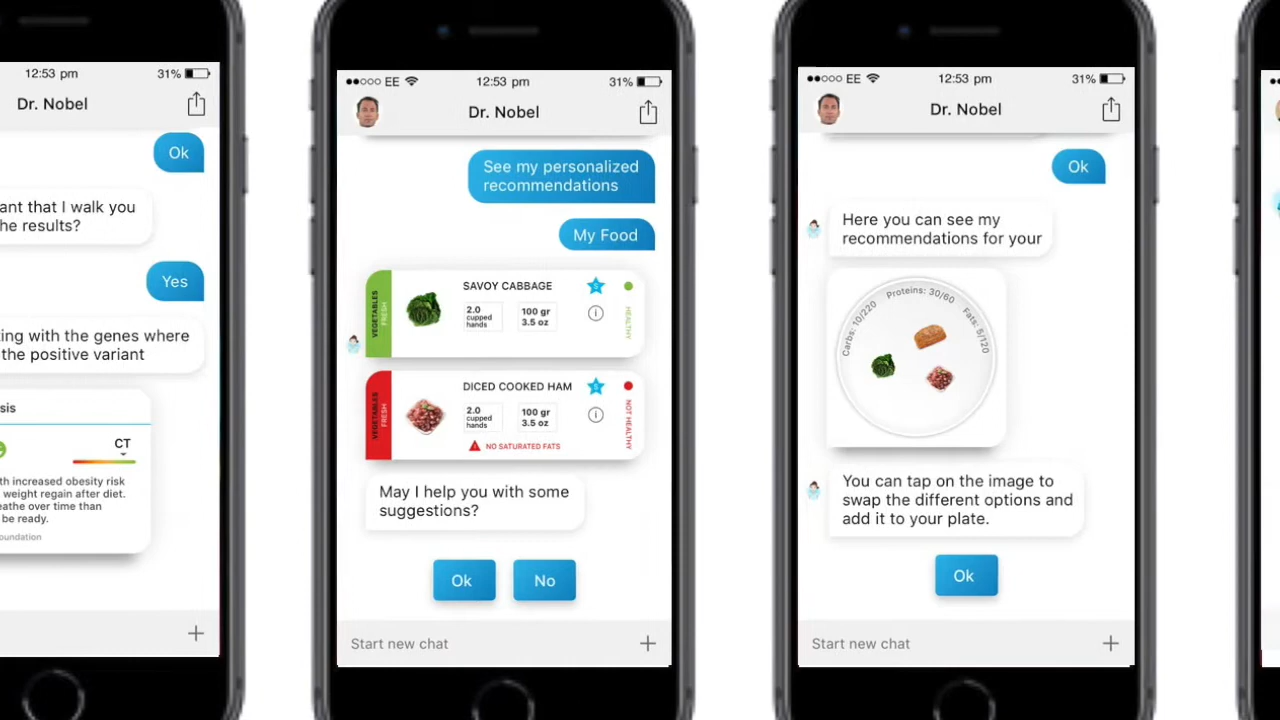 12:53 pm
31%
Dr. Nobel
Ok
ant that I walk you
he results?
Yes
ting with the genes where
the positive variant
sis
CT
th increased obesity risk
weight regain after diet.
eathe over time than
be ready.
oundation
EE
12:53 pm
31%
Dr. Nobel
See my personalized
recommendations
My Food
VEGETABLES
FRESH
SAVOY CABBAGE
2.0
cupped
hands
100 gr
3.5 oz
HEALTHY
VEGETABLES
FRESH
DICED COOKED HAM
2.0
cupped
hands
100 gr
3.5 oz
NOT HEALTHY
NO SATURATED FATS
May I help you with some
suggestions?
Ok
No
Start new chat
EE
12:53 pm
31%
Dr. Nobel
Ok
Here you can see my
recommendations for your
Carbs: 10/220
Proteins: 30/60
Fats: 5/120
You can tap on the image to
swap the different options and
add it to your plate.
Ok
Start new chat